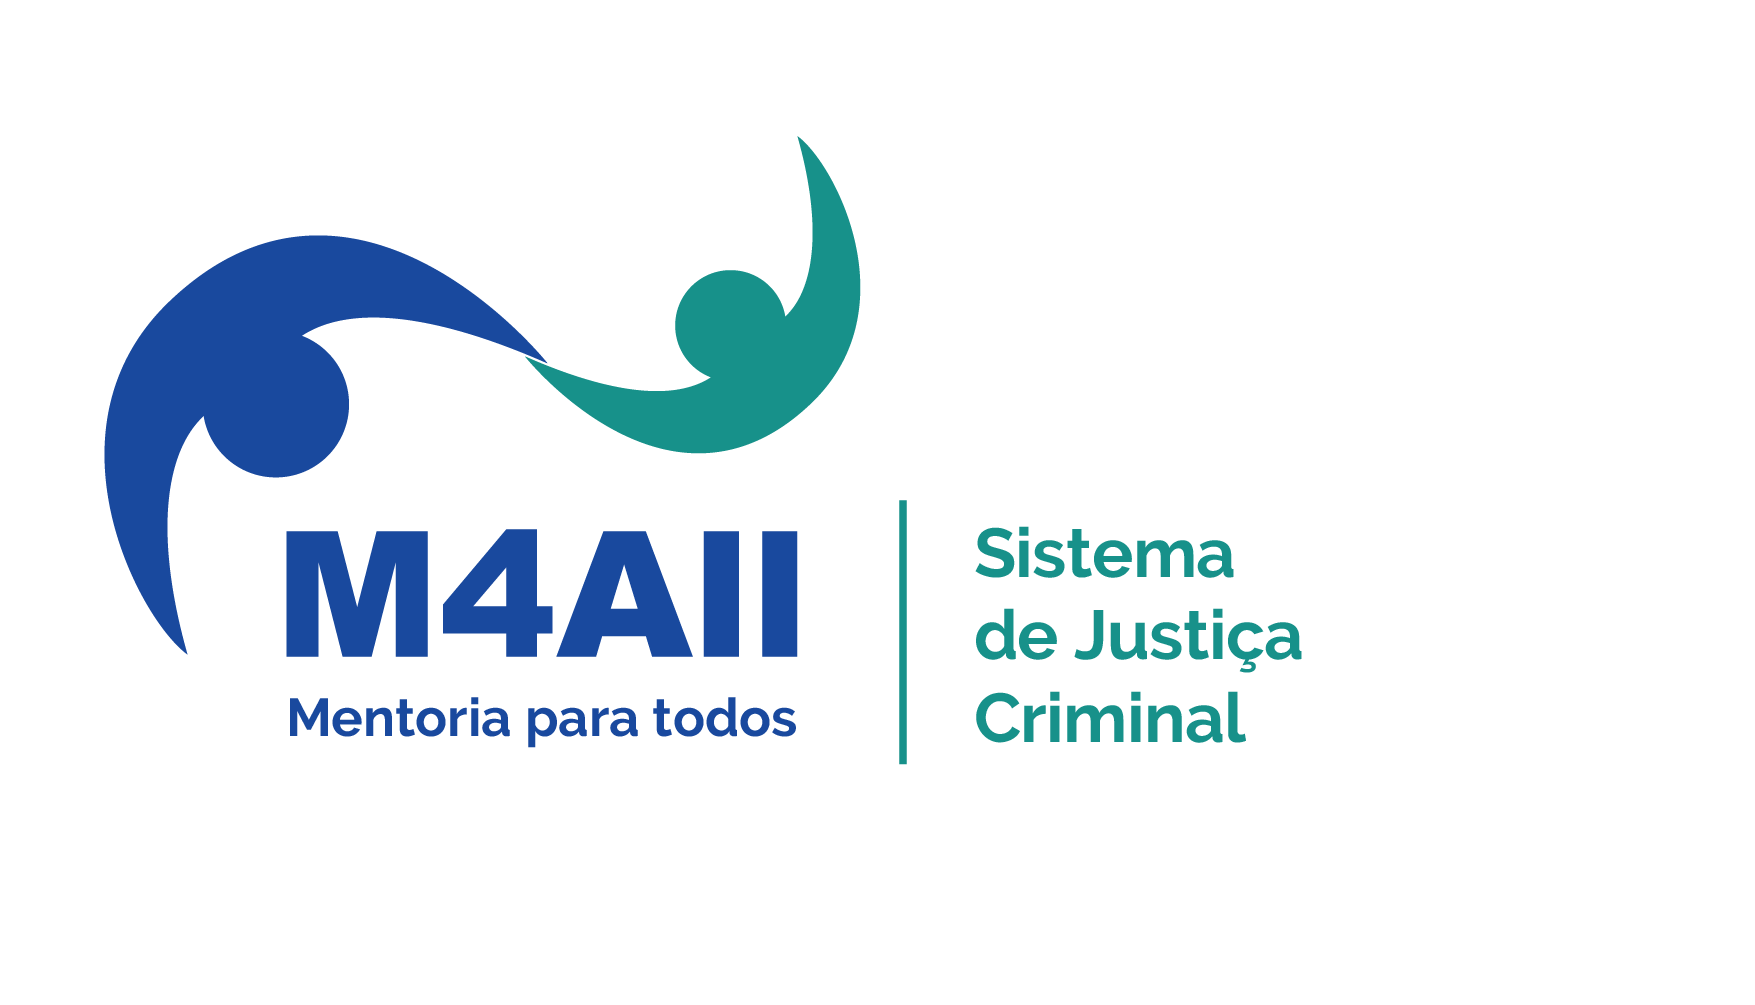 M4All
Mentoria para todos
Sistema
de Justiça
Criminal